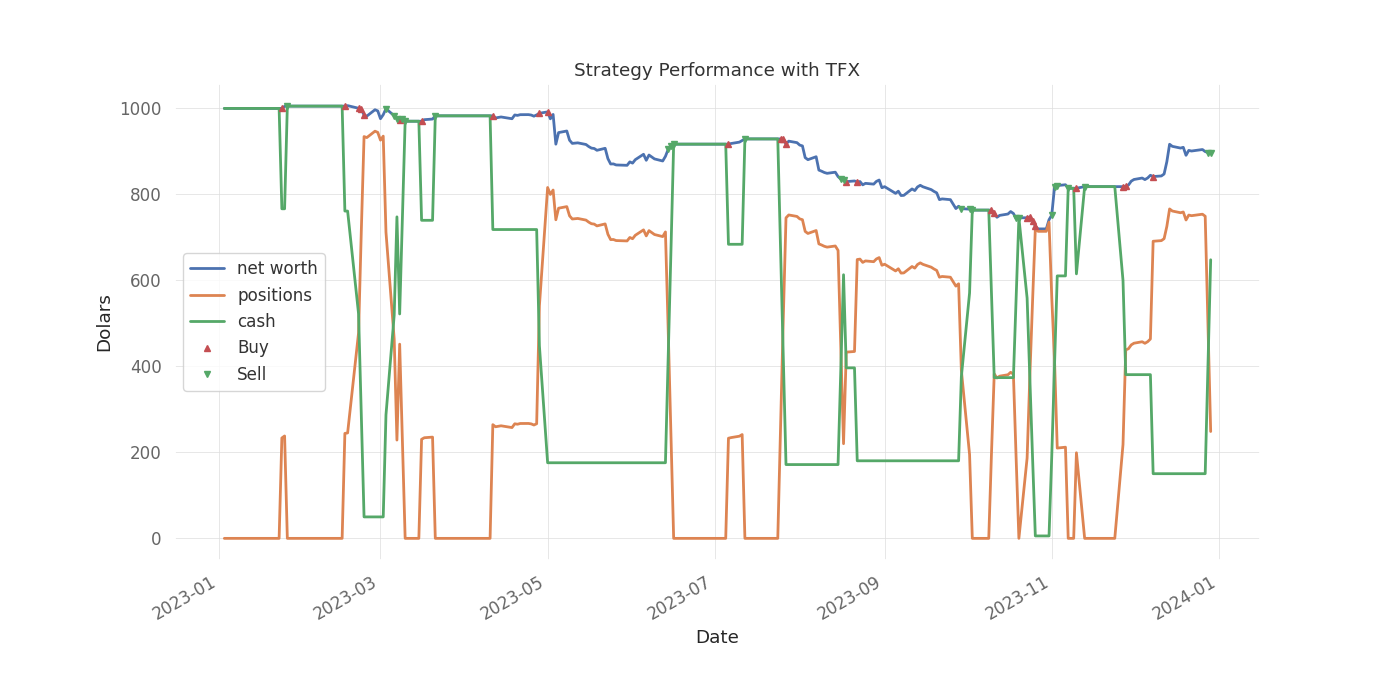 Strategy Performance with TFX
1000
800
600
400
200
0
Dolars
net worth
positions
cash
Buy
Sell
2023-01
2023-03
2023-05
2023-07
2023-09
2023-11
2024-01
Date